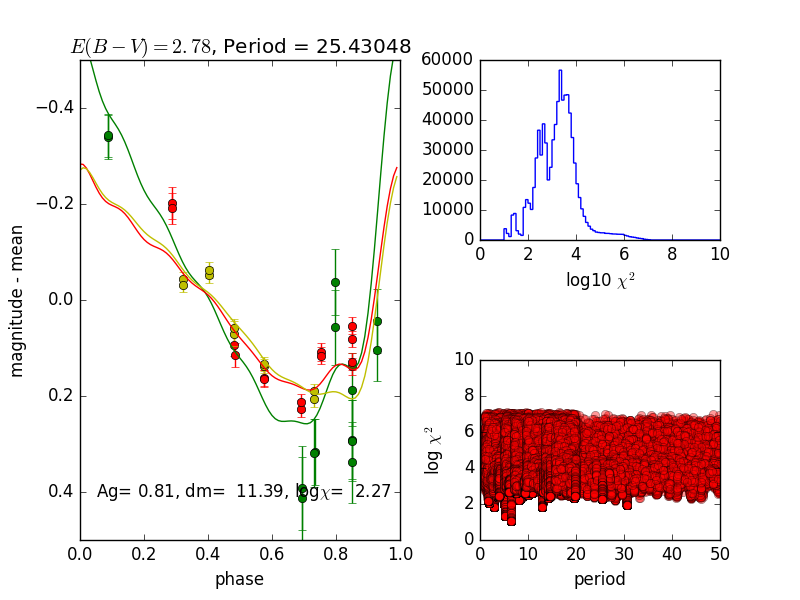 E(B − V) = 2.78, Period = 25.43048
magnitude - mean
−0.4
−0.2
0.0
0.2
0.4
Ag= 0.81, dm= 11.39, logχ= 2.27
0.0 0.2 0.4 0.6 0.8 1.0
phase
60000
50000
40000
30000
20000
10000
0
0 2 4 6 8 10
log10 χ²
log χ²
10
8
6
4
2
0
0 10 20 30 40 50
period